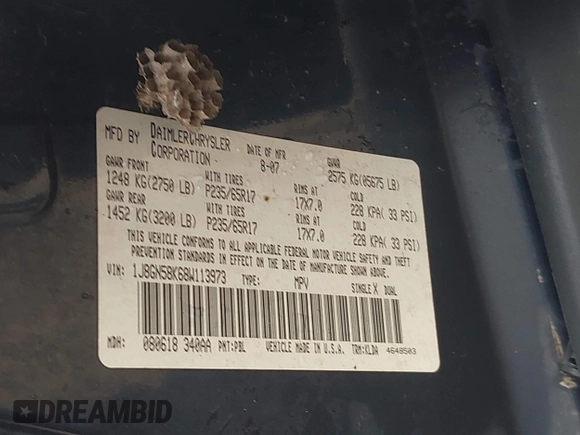 MFD BY DAIMLERCHRYSLER CORPORATION DATE OF MFR 8-07 GVWR 2575 KG(05675 LB)
GAWR FRONT WITH TIRES RIMS AT COLD
1248 KG(2750 LB) P235/65R17 17X7.0 228 KPA( 33 PSI)
GAWR REAR WITH TIRES RIMS AT COLD
1452 KG(3200 LB) P235/65R17 17X7.0 228 KPA( 33 PSI)
THIS VEHICLE CONFORMS TO ALL APPLICABLE FEDERAL MOTOR VEHICLE SAFETY AND THEFT
PREVENTION STANDARDS IN EFFECT ON THE DATE OF MANUFACTURE SHOWN ABOVE.
VIN: 1J8GN58K68W113973 TYPE: MPV SINGLE X DUAL
MDH: 080618 340AA PNT:PBL VEHICLE MADE IN U.S.A. TRM:KLDA 4648503
DREAMBID